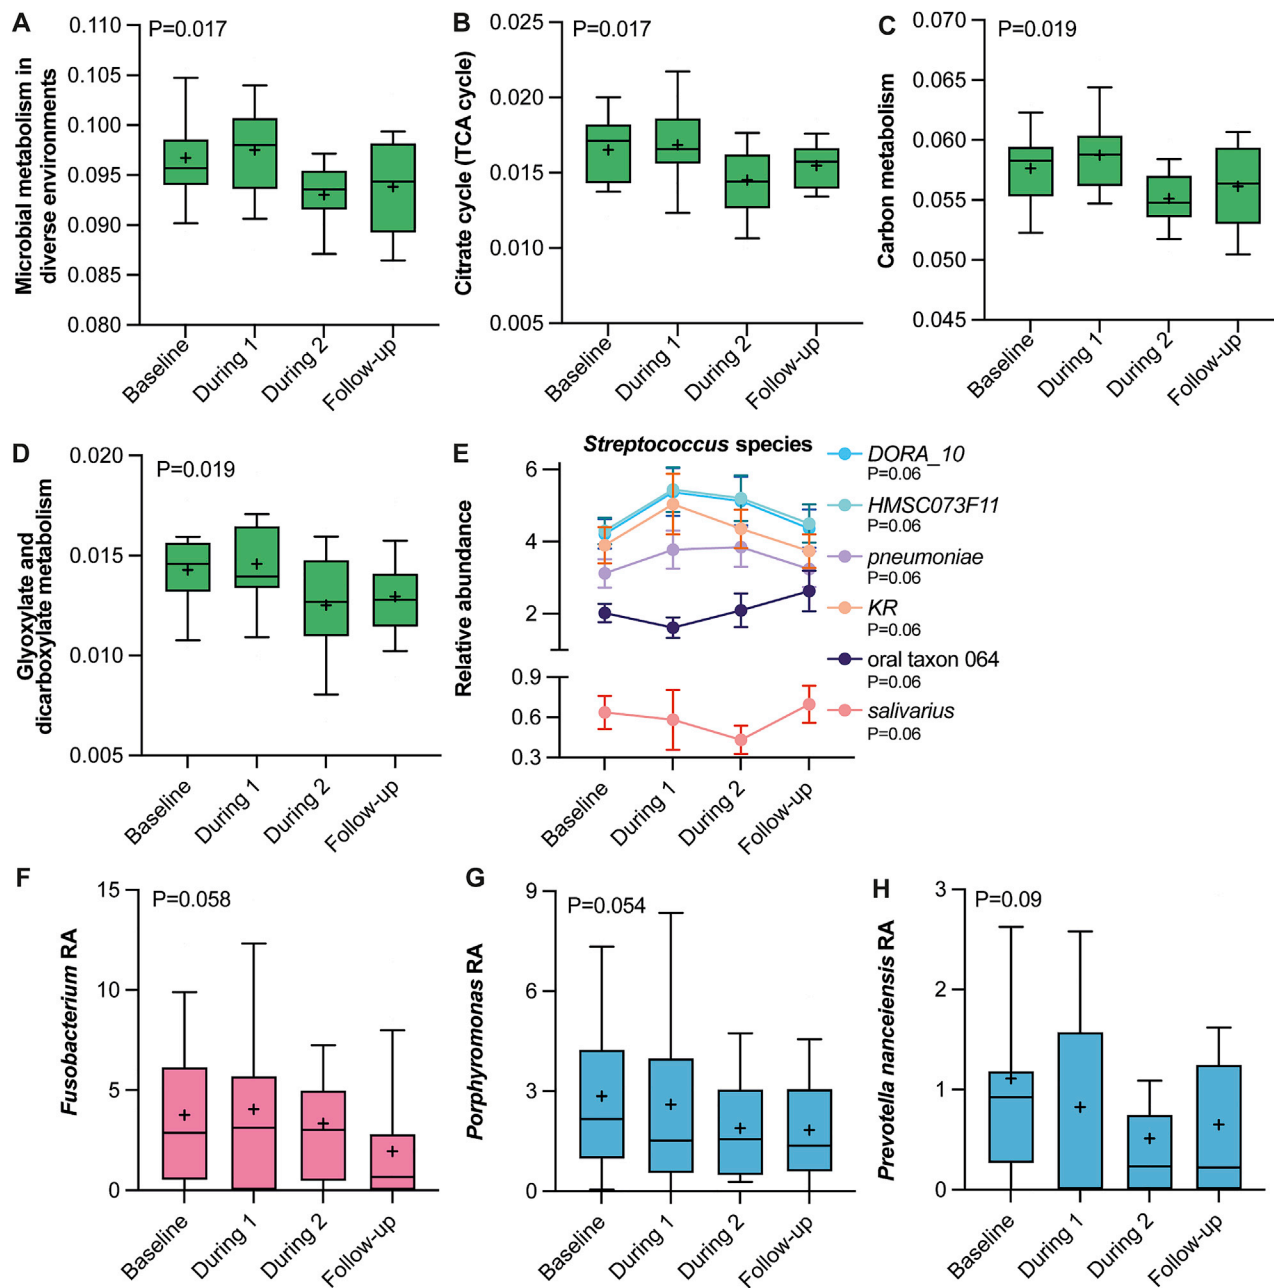 A
P=0.017
Microbial metabolism in
diverse environments
0.110
0.105
0.100
0.095
0.090
0.085
0.080
Baseline
During 1
During 2
Follow-up
B
P=0.017
Citrate cycle (TCA cycle)
0.025
0.020
0.015
0.010
0.005
Baseline
During 1
During 2
Follow-up
C
P=0.019
Carbon metabolism
0.070
0.065
0.060
0.055
0.050
0.045
Baseline
During 1
During 2
Follow-up
D
P=0.019
Glyoxylate and
dicarboxylate metabolism
0.020
0.015
0.010
0.005
Baseline
During 1
During 2
Follow-up
E
Streptococcus species
Relative abundance
6
4
2
0.9
0.6
0.3
Baseline
During 1
During 2
Follow-up
DORA_10
P=0.06
HMSC073F11
P=0.06
pneumoniae
P=0.06
KR
P=0.06
oral taxon 064
P=0.06
salivarius
P=0.06
F
P=0.058
Fusobacterium RA
15
10
5
0
Baseline
During 1
During 2
Follow-up
G
P=0.054
Porphyromonas RA
9
6
3
0
Baseline
During 1
During 2
Follow-up
H
P=0.09
Prevotella nanceiensis RA
3
2
1
0
Baseline
During 1
During 2
Follow-up